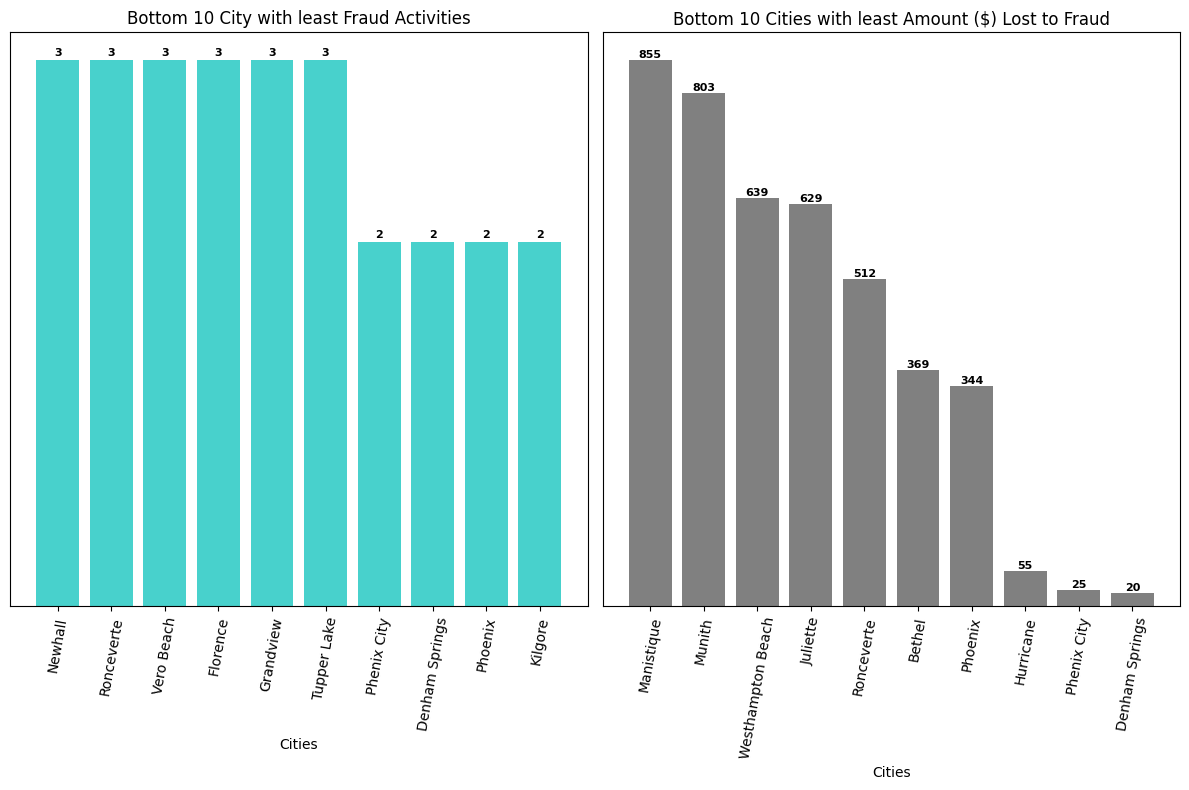 Bottom 10 City with least Fraud Activities
3 3 3 3 3 3 2 2 2 2
Newhall
Ronceverte
Vero Beach
Florence
Grandview
Tupper Lake
Phenix City
Denham Springs
Phoenix
Kilgore
Cities
Bottom 10 Cities with least Amount ($) Lost to Fraud
855
803
639
629
512
369
344
55
25
20
Manistique
Munith
Westhampton Beach
Juliette
Ronceverte
Bethel
Phoenix
Hurricane
Phenix City
Denham Springs
Cities